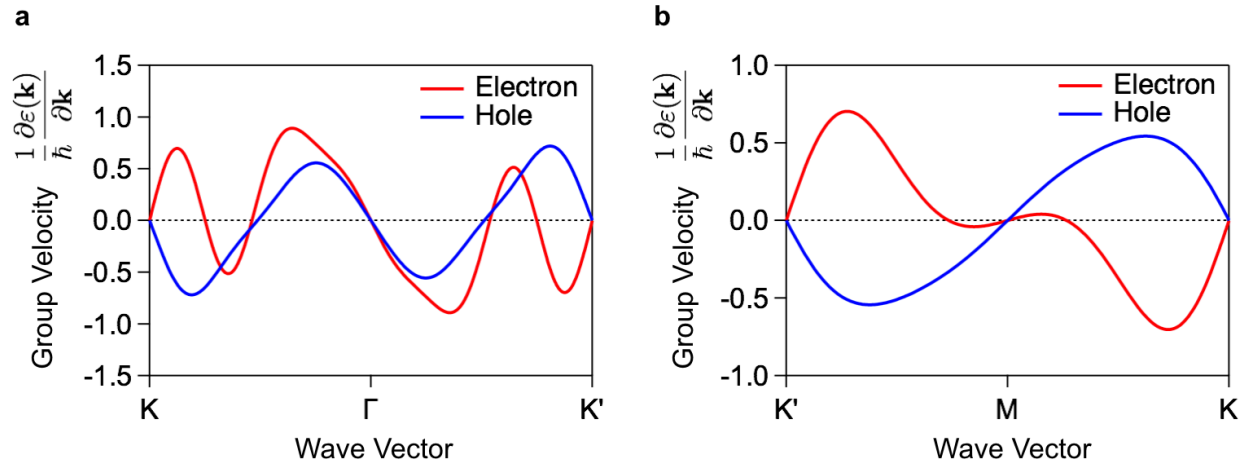 a
1.5
1.0
0.5
0.0
-0.5
-1.0
-1.5
Group Velocity 1/ħ ∂ε(𝐤)/∂𝐤
Electron
Hole
K Γ K'
Wave Vector
b
1.0
0.5
0.0
-0.5
-1.0
Group Velocity 1/ħ ∂ε(𝐤)/∂𝐤
Electron
Hole
K' M K
Wave Vector